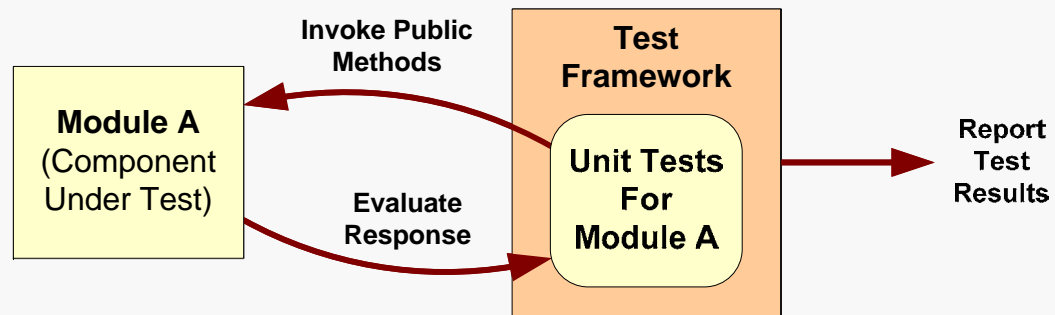 Invoke Public
Methods
Test
Framework
Module A
(Component
Under Test)
Unit Tests
For
Module A
Evaluate
Response
Report
Test
Results